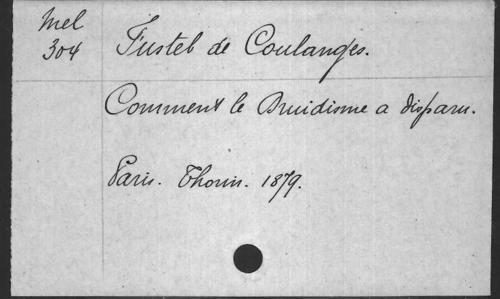 Mel
304
Fustel de Coulanges.
Comment le Druidisme a disparu.
Paris. Thorin. 1879.